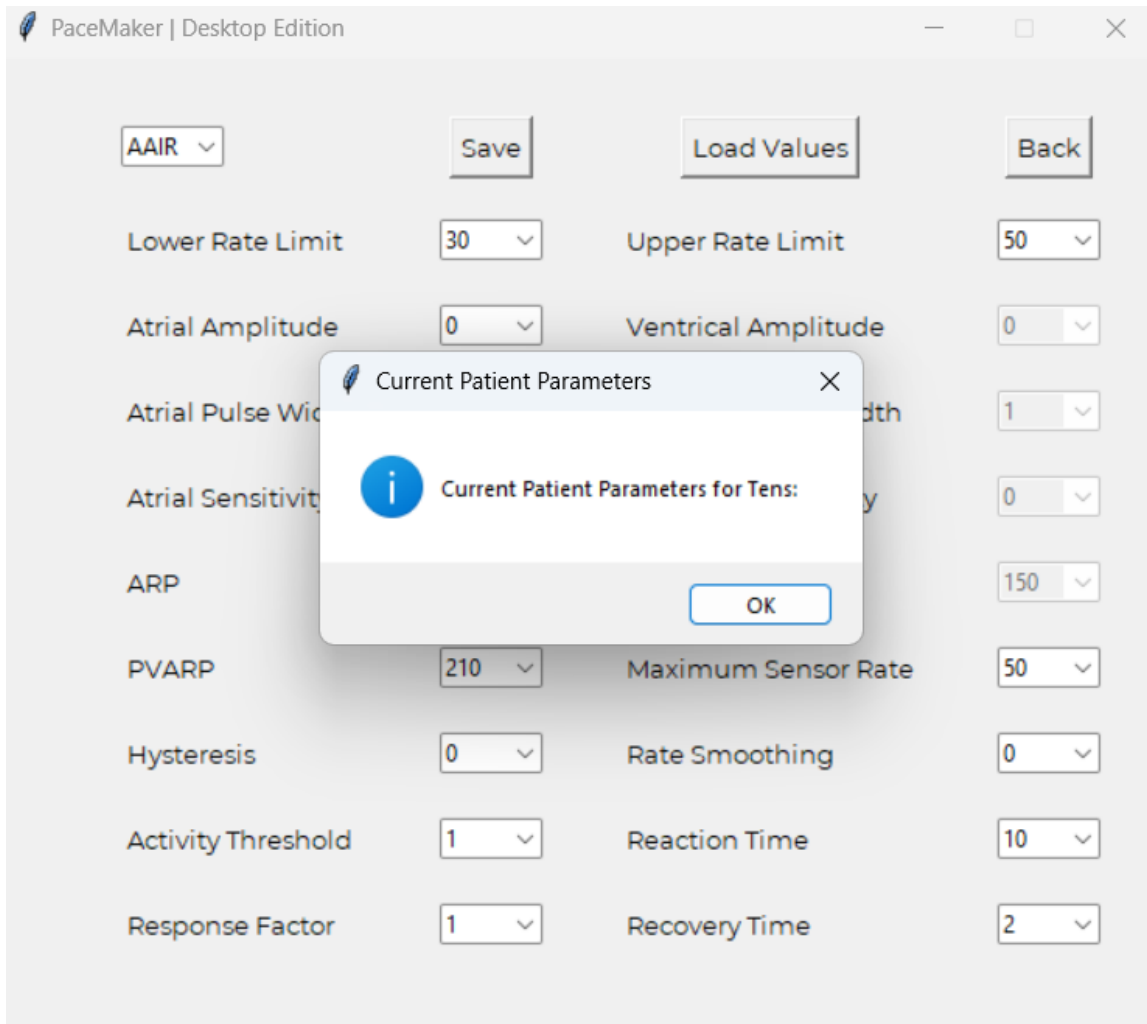 PaceMaker | Desktop Edition
AAIR Save Load Values Back
Lower Rate Limit 30 Upper Rate Limit 50
Atrial Amplitude 0 Ventrical Amplitude 0
Current Patient Parameters
Atrial Pulse 1
Current Patient Parameters for Tens:
Atrial 0
OK
ARP 150
PVARP 210 Maximum Sensor Rate 50
Hysteresis 0 Rate Smoothing 0
Activity Threshold 1 Reaction Time 10
Response Factor 1 Recovery Time 2